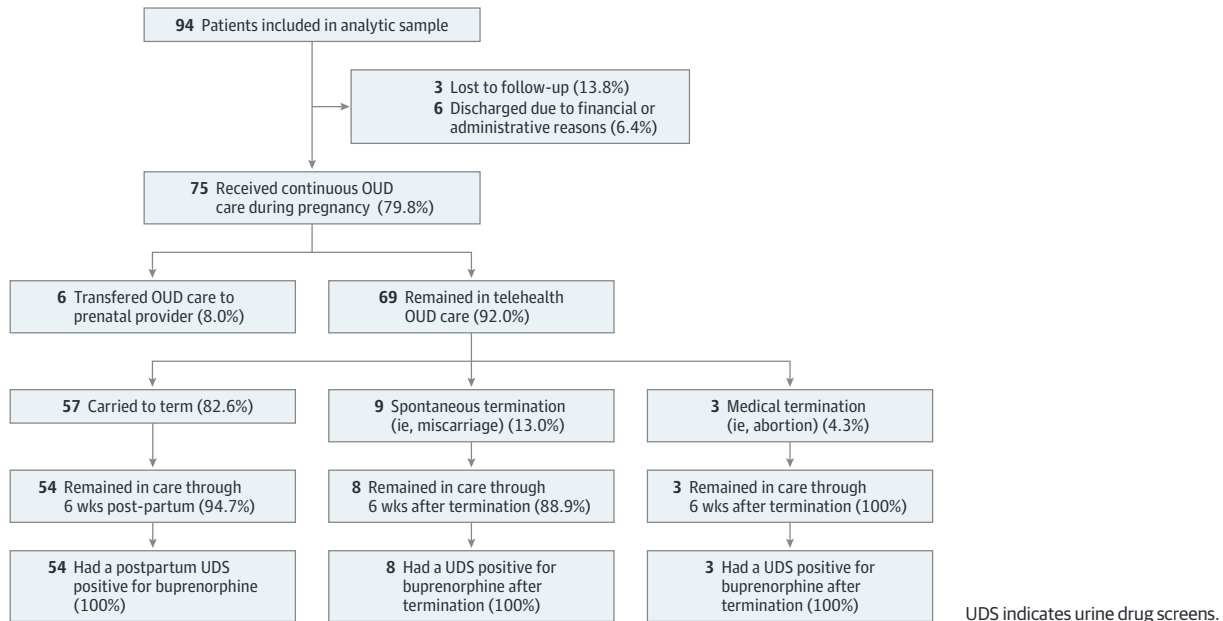 94 Patients included in analytic sample
3 Lost to follow-up (13.8%)
6 Discharged due to financial or
administrative reasons (6.4%)
75 Received continuous OUD
care during pregnancy (79.8%)
6 Transfered OUD care to
prenatal provider (8.0%)
69 Remained in telehealth
OUD care (92.0%)
57 Carried to term (82.6%)
9 Spontaneous termination
(ie, miscarriage) (13.0%)
3 Medical termination
(ie, abortion) (4.3%)
54 Remained in care through
6 wks post-partum (94.7%)
8 Remained in care through
6 wks after termination (88.9%)
3 Remained in care through
6 wks after termination (100%)
54 Had a postpartum UDS
positive for buprenorphine
(100%)
8 Had a UDS positive for
buprenorphine after
termination (100%)
3 Had a UDS positive for
buprenorphine after
termination (100%)
UDS indicates urine drug screens.